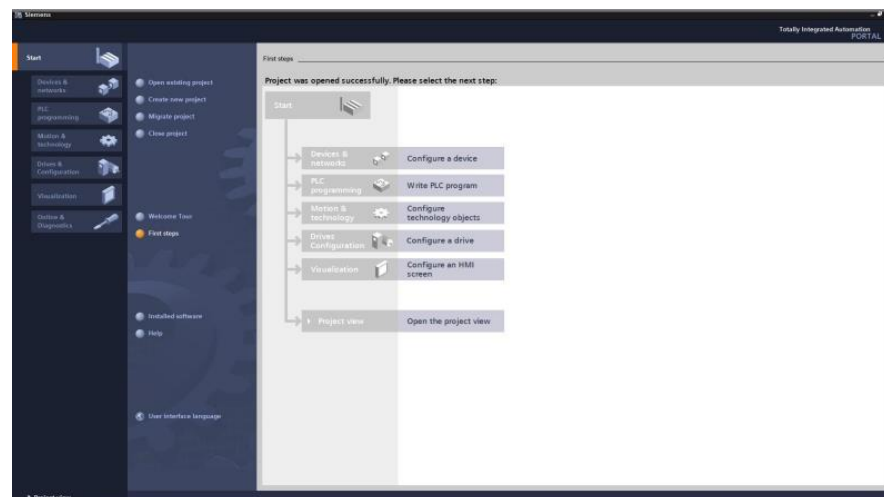 Siemens
Totally Integrated Automation
PORTAL
Start
Devices &
networks
PLC
programming
Motion &
technology
Drives &
Configuration
Visualization
Online &
Diagnostics
Open existing project
Create new project
Migrate project
Close project
Welcome Tour
First steps
Installed software
Help
User interface language
First steps
Project was opened successfully. Please select the next step:
Start
Devices &
networks
Configure a device
PLC
programming
Write PLC program
Motion &
technology
Configure
technology objects
Drives
Configuration
Configure a drive
Visualization
Configure an HMI
screen
Project view
Open the project view
Project view